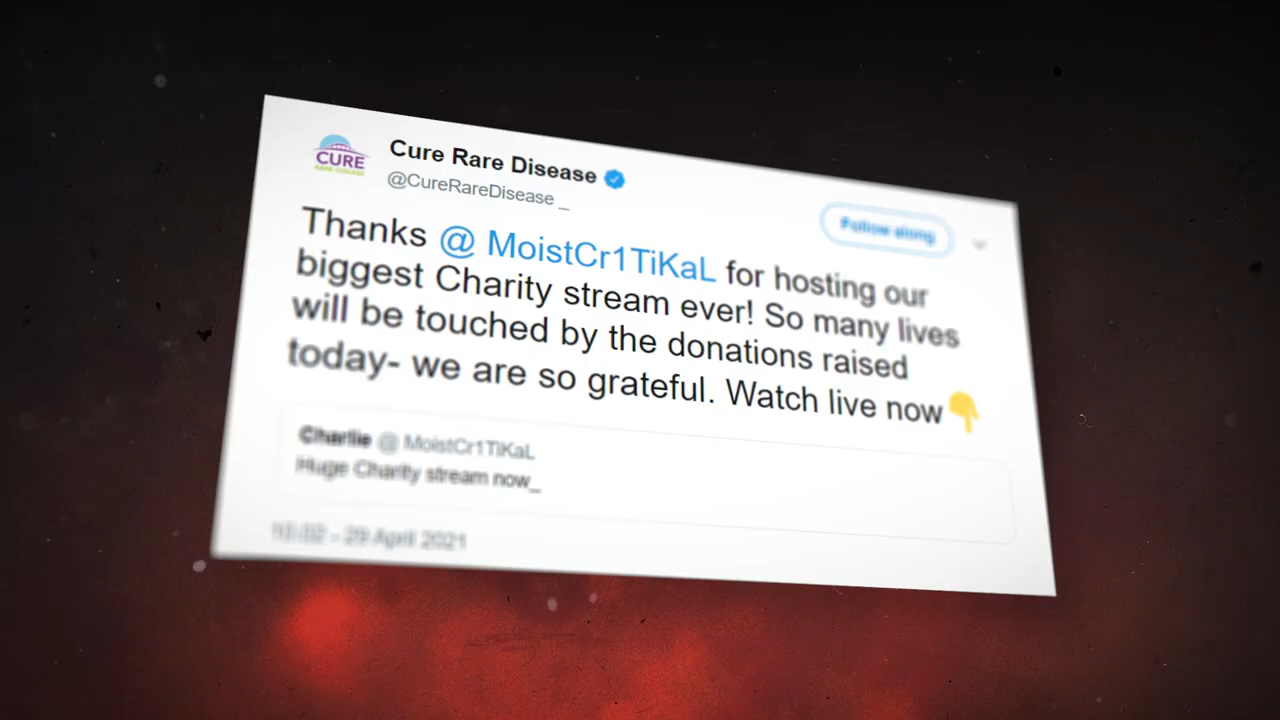 CURE
RARE DISEASE
Cure Rare Disease
@CureRareDisease _
Follow along
Thanks @ MoistCr1TiKaL for hosting our
biggest Charity stream ever! So many lives
will be touched by the donations raised
today- we are so grateful. Watch live now👇
Charlie @ MoistCr1TiKaL
Huge Charity stream now_
10:02 - 29 April 2021